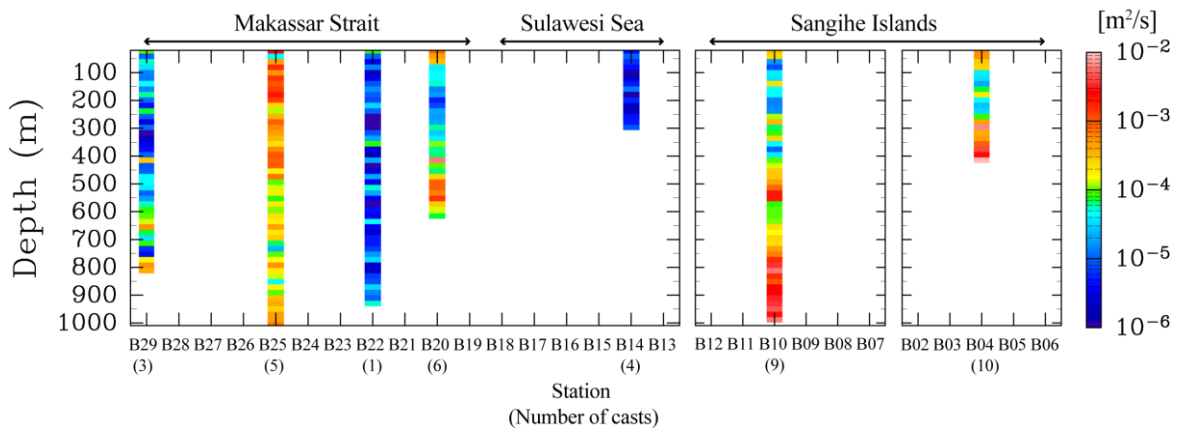 Makassar Strait Sulawesi Sea Sangihe Islands [m²/s]
10⁻²
100
200
300
10⁻³
400
500
600
10⁻⁴
700
800
10⁻⁵
900
1000
10⁻⁶
Depth (m)
B29 B28 B27 B26 B25 B24 B23 B22 B21 B20 B19 B18 B17 B16 B15 B14 B13 B12 B11 B10 B09 B08 B07 B02 B03 B04 B05 B06
(3) (5) (1) (6) (4) (9) (10)
Station
(Number of casts)